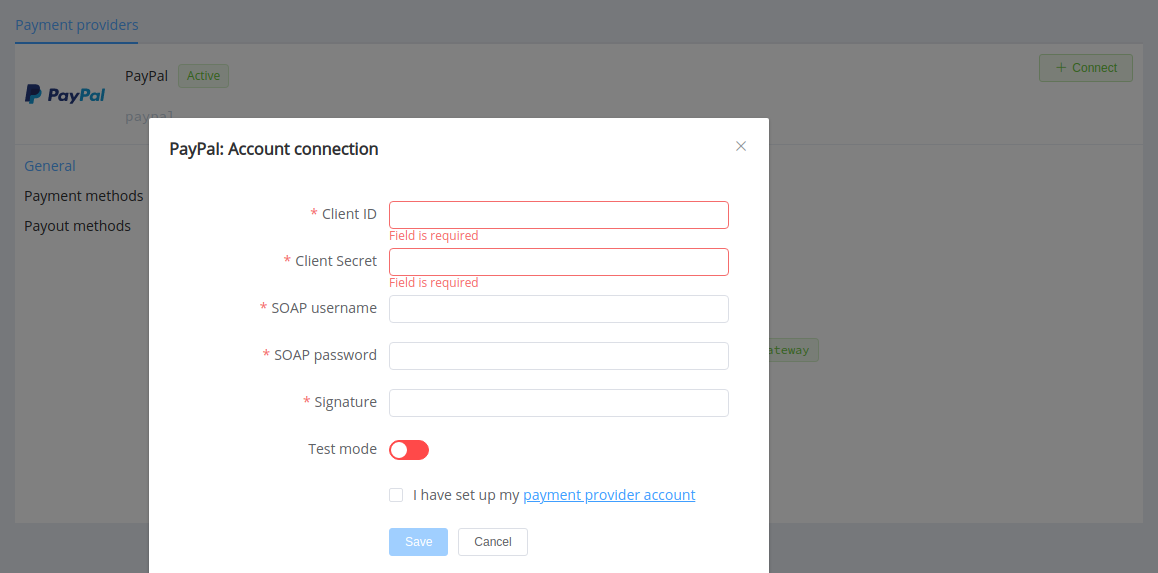 Payment providers
PayPal
PayPal Active
+ Connect
paypal
General
Payment methods
Payout methods
PayPal: Account connection
* Client ID
Field is required
* Client Secret
Field is required
* SOAP username
* SOAP password
ateway
* Signature
Test mode
I have set up my payment provider account
Save Cancel